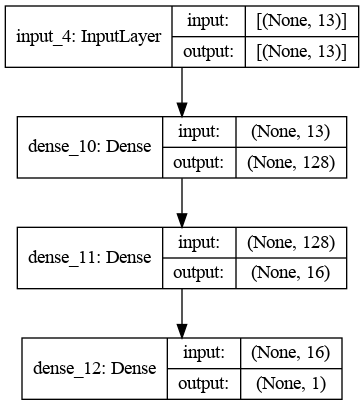 input_4: InputLayer
input: [(None, 13)]
output: [(None, 13)]
dense_10: Dense
input: (None, 13)
output: (None, 128)
dense_11: Dense
input: (None, 128)
output: (None, 16)
dense_12: Dense
input: (None, 16)
output: (None, 1)